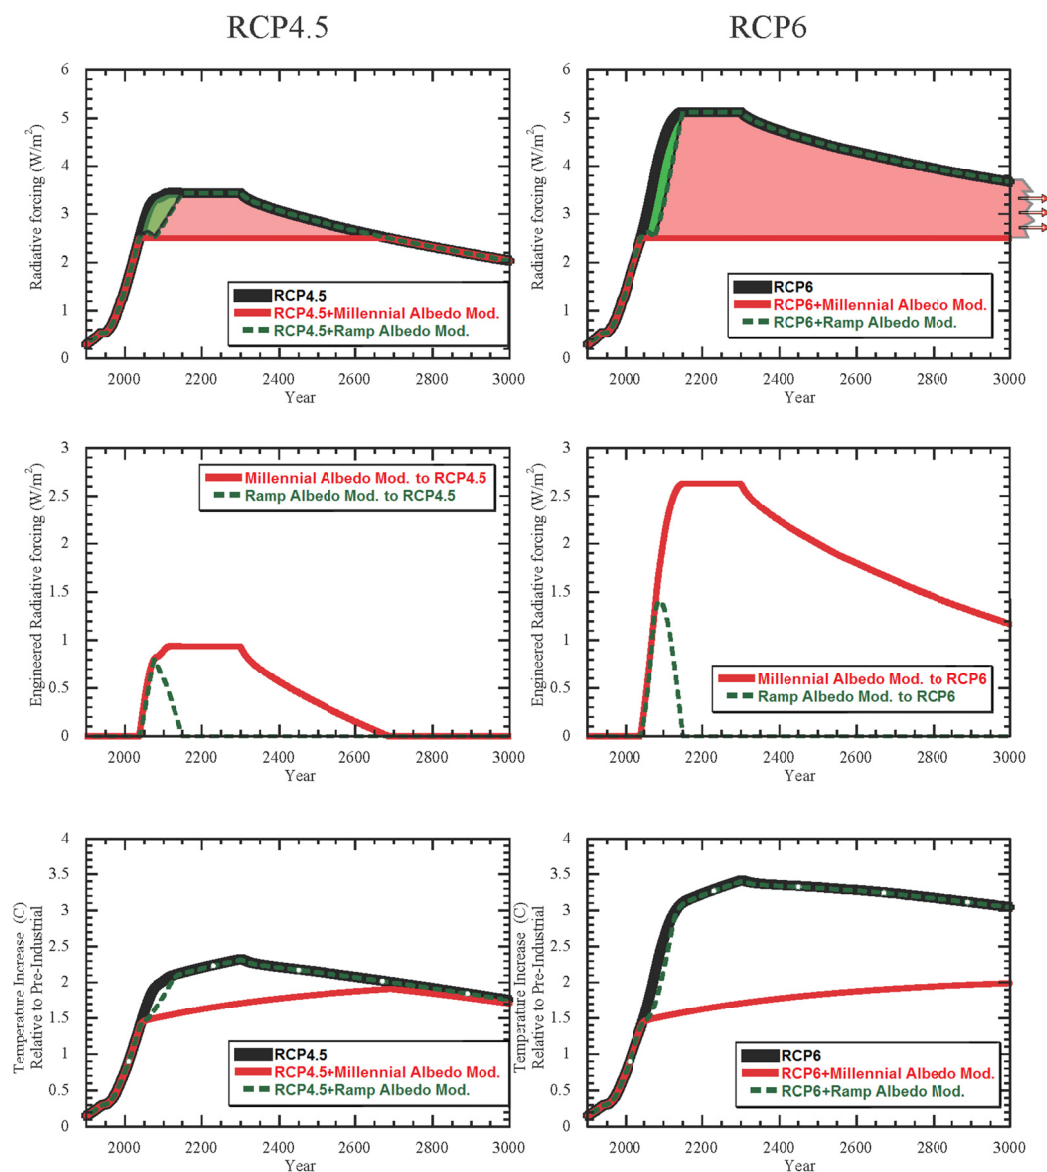 RCP4.5
RCP6
Radiative forcing (W/m²)
6
5
4
3
2
1
0
RCP4.5
RCP4.5+Millennial Albedo Mod.
RCP4.5+Ramp Albedo Mod.
2000 2200 2400 2600 2800 3000
Year
Radiative forcing (W/m²)
6
5
4
3
2
1
0
RCP6
RCP6+Millennial Albeco Mod.
RCP6+Ramp Albedo Mod.
2000 2200 2400 2600 2800 3000
Year
Engineered Radiative forcing (W/m²)
3
2.5
2
1.5
1
0.5
0
Millennial Albedo Mod. to RCP4.5
Ramp Albedo Mod. to RCP4.5
2000 2200 2400 2600 2800 3000
Year
Engineered Radiative forcing (W/m²)
3
2.5
2
1.5
1
0.5
0
Millennial Albedo Mod. to RCP6
Ramp Albedo Mod. to RCP6
2000 2200 2400 2600 2800 3000
Year
Temperature Increase (C)
Relative to Pre-Industrial
4
3.5
3
2.5
2
1.5
1
0.5
0
RCP4.5
RCP4.5+Millennial Albedo Mod.
RCP4.5+Ramp Albedo Mod.
2000 2200 2400 2600 2800 3000
Year
Temperature Increase (C)
Relative to Pre-Industrial
4
3.5
3
2.5
2
1.5
1
0.5
0
RCP6
RCP6+Millennial Albedo Mod.
RCP6+Ramp Albedo Mod.
2000 2200 2400 2600 2800 3000
Year